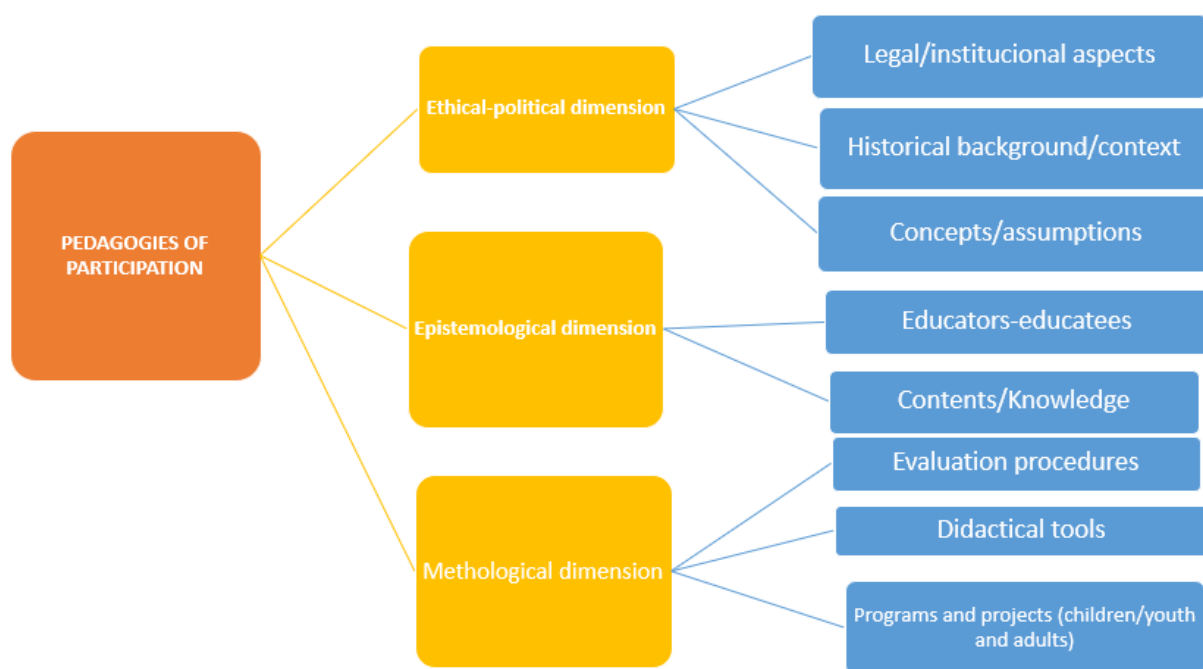 PEDAGOGIES OF
PARTICIPATION
Ethical-political dimension
Legal/institucional aspects
Historical background/context
Concepts/assumptions
Epistemological dimension
Educators-educatees
Contents/Knowledge
Methological dimension
Evaluation procedures
Didactical tools
Programs and projects (children/youth
and adults)